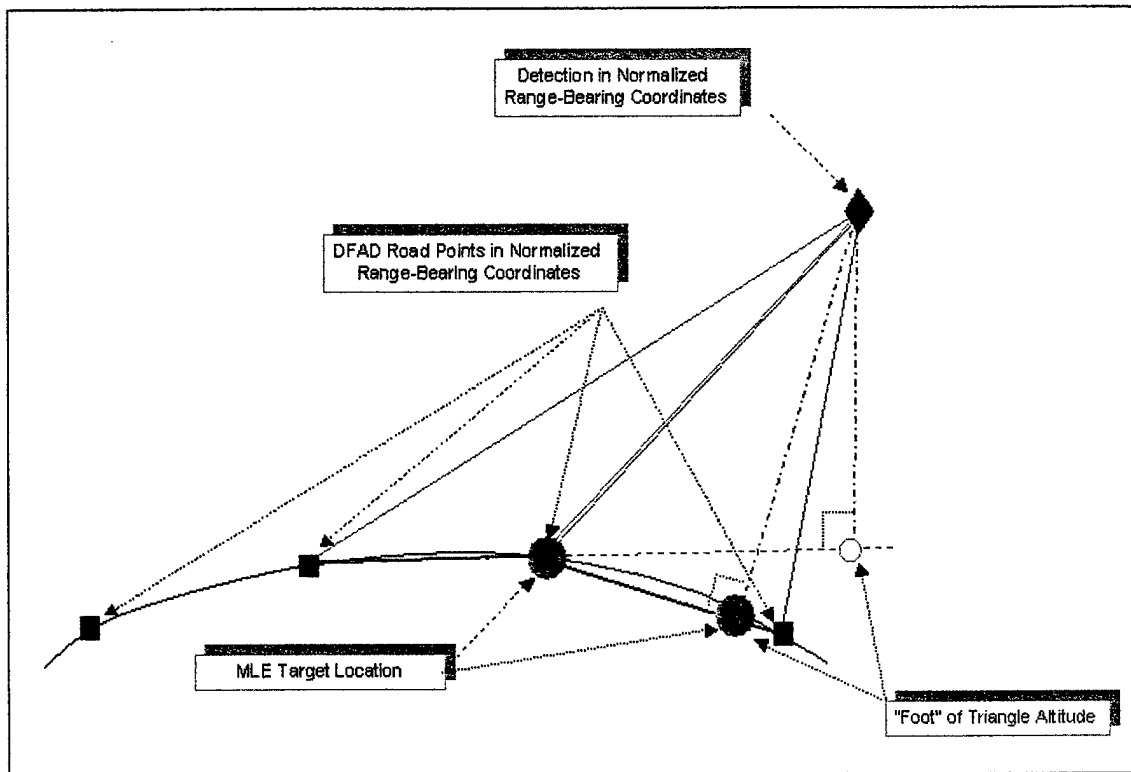 Detection in Normalized
Range-Bearing Coordinates
DFAD Road Points in Normalized
Range-Bearing Coordinates
MLE Target Location
"Foot" of Triangle Altitude